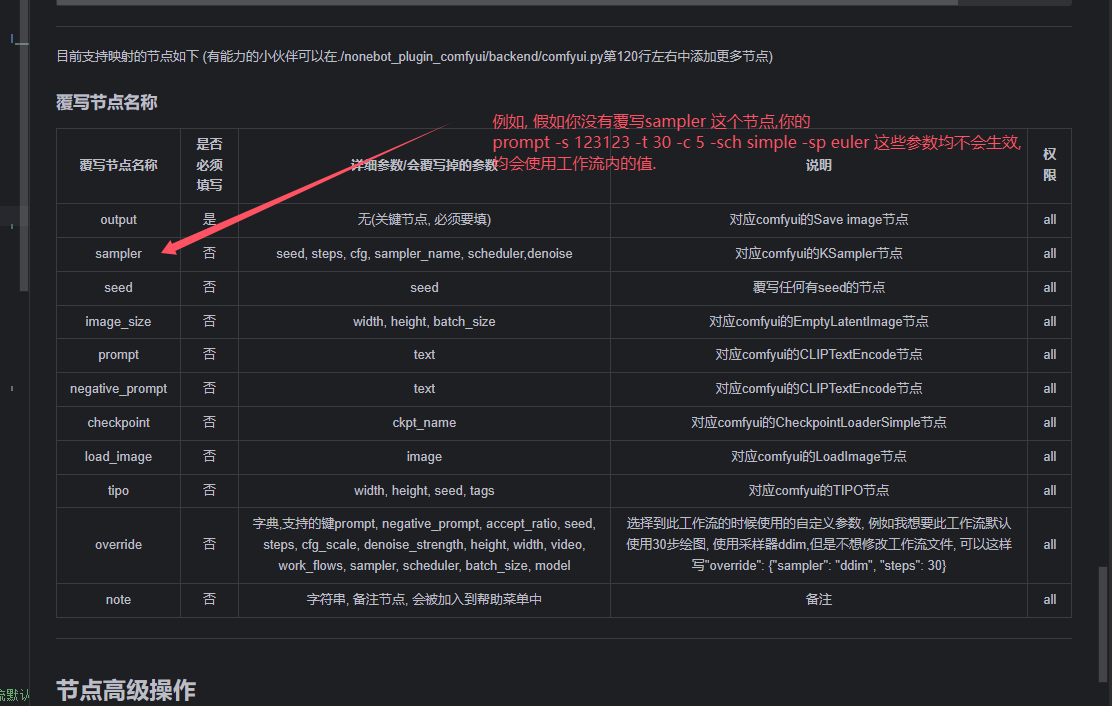 目前支持映射的节点如下 (有能力的小伙伴可以在./nonebot_plugin_comfyui/backend/comfyui.py第120行左右中添加更多节点)
覆写节点名称
例如, 假如你没有覆写sampler 这个节点,你的
prompt -s 123123 -t 30 -c 5 -sch simple -sp euler 这些参数均不会生效,
均会使用工作流内的值.
覆写节点名称 是否必须填写 详细参数/会覆写掉的参数 说明 权限
output 是 无(关键节点, 必须要填) 对应comfyui的Save image节点 all
sampler 否 seed, steps, cfg, sampler_name, scheduler,denoise 对应comfyui的KSampler节点 all
seed 否 seed 覆写任何有seed的节点 all
image_size 否 width, height, batch_size 对应comfyui的EmptyLatentImage节点 all
prompt 否 text 对应comfyui的CLIPTextEncode节点 all
negative_prompt 否 text 对应comfyui的CLIPTextEncode节点 all
checkpoint 否 ckpt_name 对应comfyui的CheckpointLoaderSimple节点 all
load_image 否 image 对应comfyui的LoadImage节点 all
tipo 否 width, height, seed, tags 对应comfyui的TIPO节点 all
override 否
字典,支持的键prompt, negative_prompt, accept_ratio, seed,
steps, cfg_scale, denoise_strength, height, width, video,
work_flows, sampler, scheduler, batch_size, model
选择到此工作流的时候使用的自定义参数, 例如我想要此工作流默认
使用30步绘图, 使用采样器ddim,但是不想修改工作流文件, 可以这样
写"override": {"sampler": "ddim", "steps": 30}
all
note 否 字符串, 备注节点, 会被加入到帮助菜单中 备注 all
节点高级操作
流默认